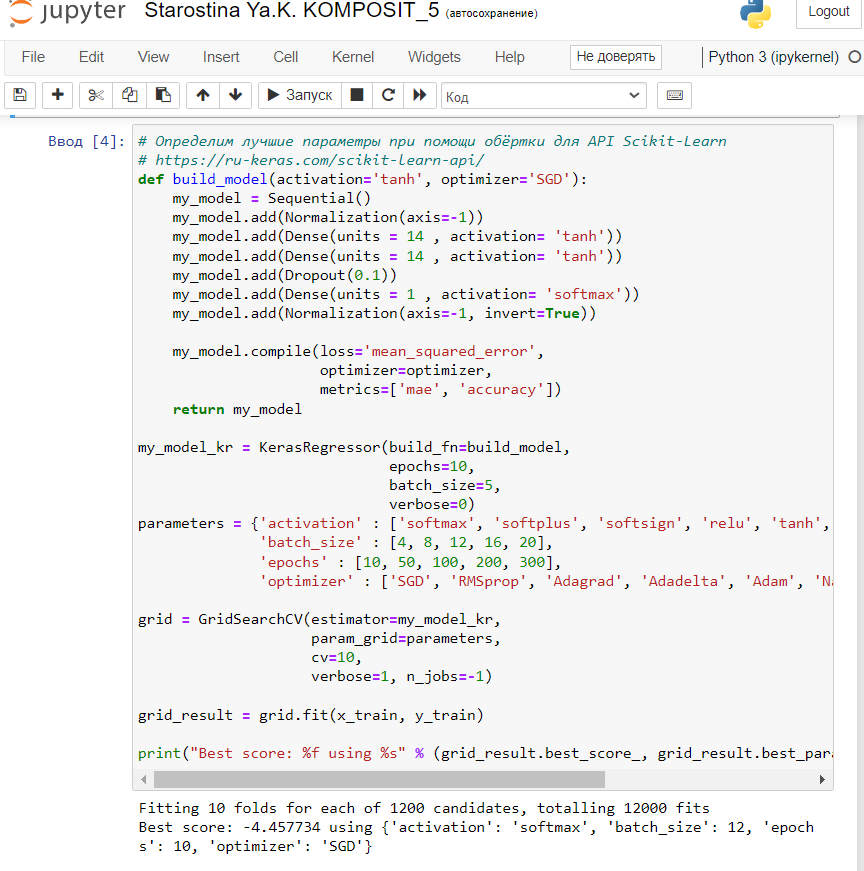 jupyter Starostina Ya.K. KOMPOSIT_5 (автосохранение)
Logout
File Edit View Insert Cell Kernel Widgets Help Не доверять Python 3 (ipykernel)
Запуск Код
Ввод [4]:
# Определим лучшие параметры при помощи обёртки для API Scikit-Learn
# https://ru-keras.com/scikit-learn-api/
def build_model(activation='tanh', optimizer='SGD'):
    my_model = Sequential()
    my_model.add(Normalization(axis=-1))
    my_model.add(Dense(units = 14 , activation= 'tanh'))
    my_model.add(Dense(units = 14 , activation= 'tanh'))
    my_model.add(Dropout(0.1))
    my_model.add(Dense(units = 1 , activation= 'softmax'))
    my_model.add(Normalization(axis=-1, invert=True))
    my_model.compile(loss='mean_squared_error',
                     optimizer=optimizer,
                     metrics=['mae', 'accuracy'])
    return my_model
my_model_kr = KerasRegressor(build_fn=build_model,
                             epochs=10,
                             batch_size=5,
                             verbose=0)
parameters = {'activation' : ['softmax', 'softplus', 'softsign', 'relu', 'tanh',
              'batch_size' : [4, 8, 12, 16, 20],
              'epochs' : [10, 50, 100, 200, 300],
              'optimizer' : ['SGD', 'RMSprop', 'Adagrad', 'Adadelta', 'Adam',
grid = GridSearchCV(estimator=my_model_kr,
                    param_grid=parameters,
                    cv=10,
                    verbose=1, n_jobs=-1)
grid_result = grid.fit(x_train, y_train)
print("Best score: %f using %s" % (grid_result.best_score_,
Fitting 10 folds for each of 1200 candidates, totalling 12000 fits
Best score: -4.457734 using {'activation': 'softmax', 'batch_size': 12, 'epoch
s': 10, 'optimizer': 'SGD'}